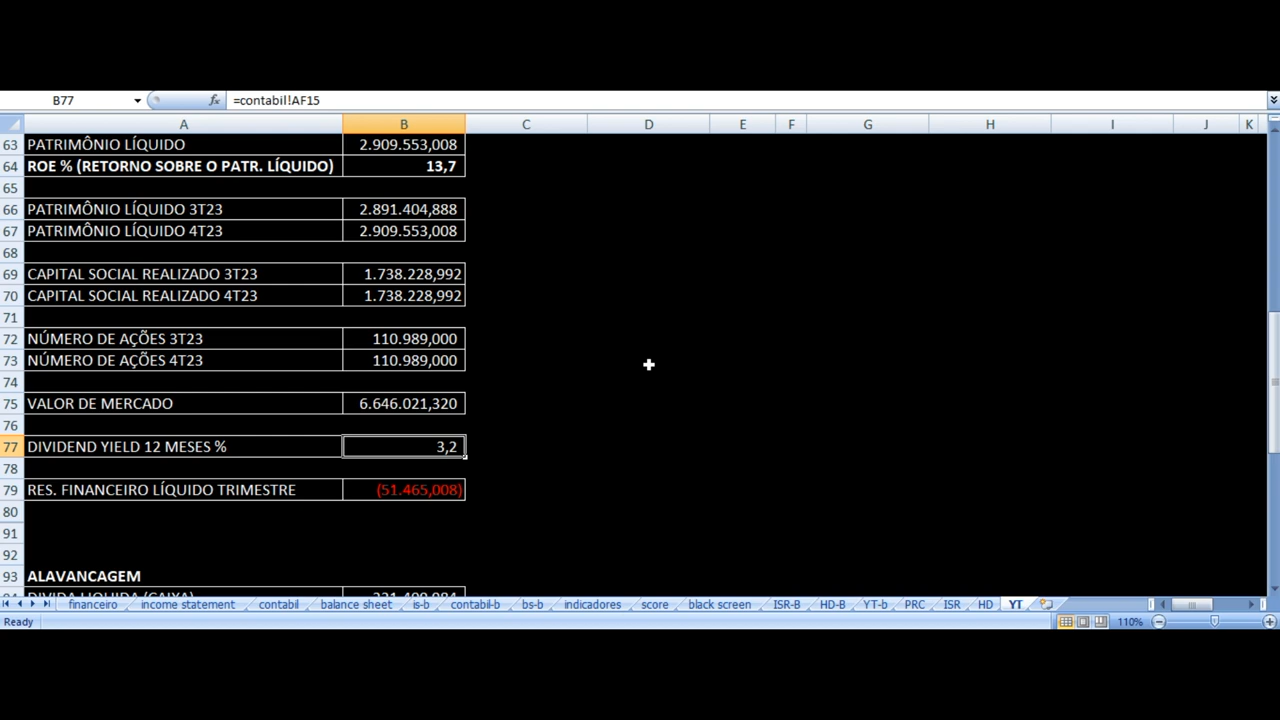 B77 =contabil!AF15
A B C D E F G H I J K
63 PATRIMÔNIO LÍQUIDO 2.909.553,008
64 ROE % (RETORNO SOBRE O PATR. LÍQUIDO) 13,7
65
66 PATRIMÔNIO LÍQUIDO 3T23 2.891.404,888
67 PATRIMÔNIO LÍQUIDO 4T23 2.909.553,008
68
69 CAPITAL SOCIAL REALIZADO 3T23 1.738.228,992
70 CAPITAL SOCIAL REALIZADO 4T23 1.738.228,992
71
72 NÚMERO DE AÇÕES 3T23 110.989,000
73 NÚMERO DE AÇÕES 4T23 110.989,000
74
75 VALOR DE MERCADO 6.646.021,320
76
77 DIVIDEND YIELD 12 MESES % 3,2
78
79 RES. FINANCEIRO LÍQUIDO TRIMESTRE (51.465,008)
80
91
92
93 ALAVANCAGEM
financeiro income statement contabil balance sheet is-b contabil-b bs-b indicadores score black screen ISR-B HD-B YT-b PRC ISR HD YT
Ready 110%